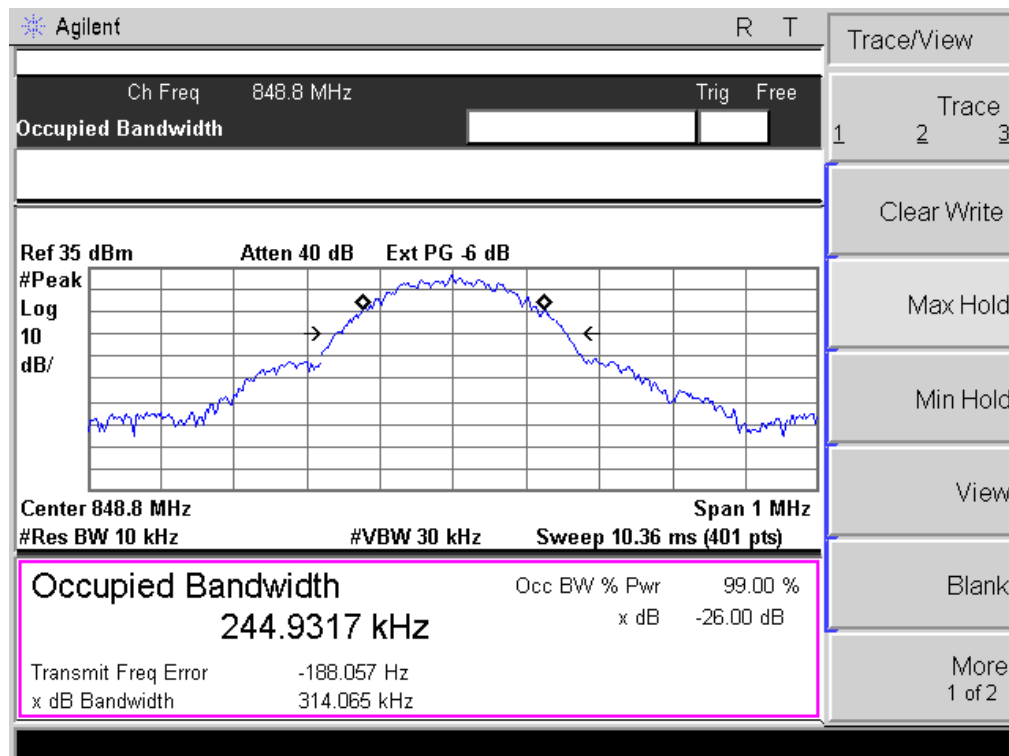 Agilent R T
Trace/View
Ch Freq 848.8 MHz Trig Free
Occupied Bandwidth
Trace
1 2 3
Clear Write
Ref 35 dBm Atten 40 dB Ext PG -6 dB
#Peak
Log
10
dB/
Max Hold
Min Hold
View
Center 848.8 MHz Span 1 MHz
#Res BW 10 kHz #VBW 30 kHz Sweep 10.36 ms (401 pts)
Occupied Bandwidth Occ BW % Pwr 99.00 %
244.9317 kHz x dB -26.00 dB
Blank
Transmit Freq Error -188.057 Hz
x dB Bandwidth 314.065 kHz
More
1 of 2